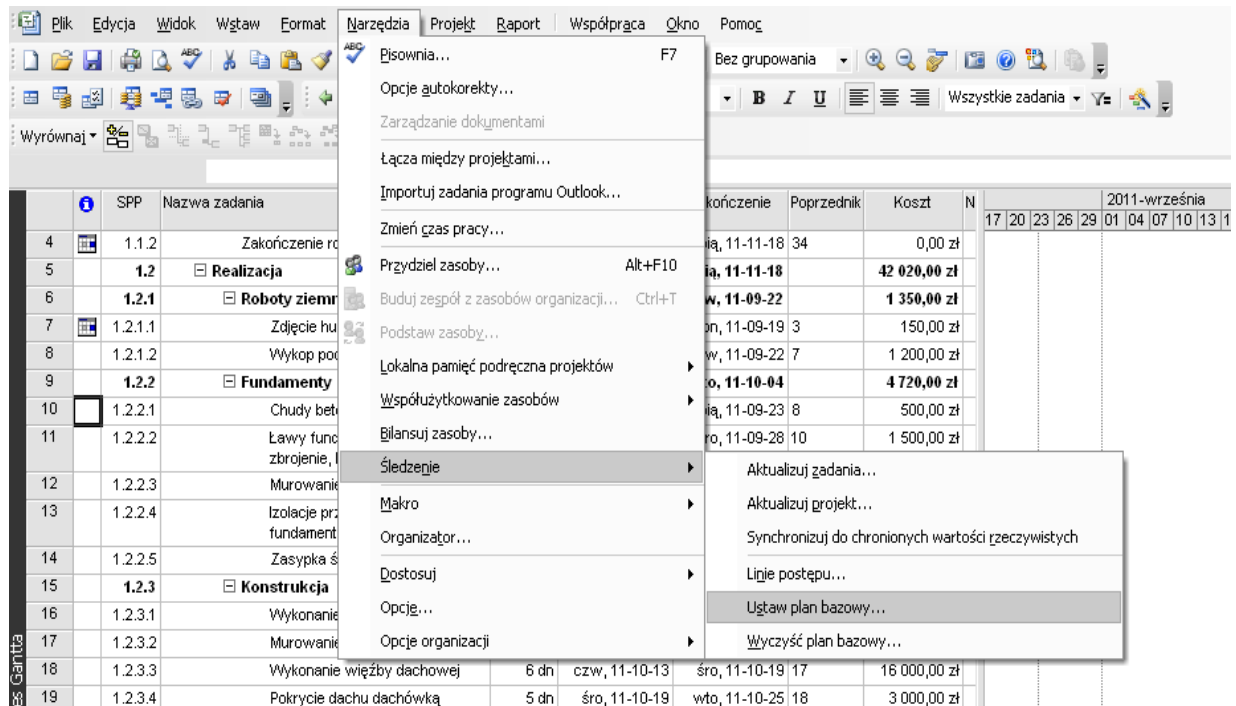 Plik Edycja Widok Wstaw Format Narzędzia Projekt Raport Współpraca Okno Pomoc
Bez grupowania
B I U Wszystkie zadania
Wyrównaj
Pisownia... F7
Opcje autokorekty...
Zarządzanie dokumentami
Łącza między projektami...
Importuj zadania programu Outlook...
Zmień czas pracy...
Przydziel zasoby... Alt+F10
Buduj zespół z zasobów organizacji... Ctrl+T
Podstaw zasoby...
Lokalna pamięć podręczna projektów
Współużytkowanie zasobów
Bilansuj zasoby...
Śledzenie
Makro
Organizator...
Dostosuj
Opcje...
Opcje organizacji
Aktualizuj zadania...
Aktualizuj projekt...
Synchronizuj do chronionych wartości rzeczywistych
Linie postępu...
Ustaw plan bazowy...
Wyczyść plan bazowy...
SPP Nazwa zadania Poprzednik Koszt N
2011-września
17 20 23 26 29 01 04 07 10 13
4 1.1.2 Zakończenie 11-11-18 34 0,00 zł
5 1.2 Realizacja 11-11-18 42 020,00 zł
6 1.2.1 Roboty 11-09-22 1 350,00 zł
7 1.2.1.1 Zdjęcie 11-09-19 3 150,00 zł
8 1.2.1.2 Wykop 11-09-22 7 1 200,00 zł
9 1.2.2 Fundamenty 11-10-04 4 720,00 zł
10 1.2.2.1 Chudy 11-09-23 8 500,00 zł
11 1.2.2.2 Ławy 11-09-28 10 1 500,00 zł
zbrojenie,
12 1.2.2.3 Murowanie
13 1.2.2.4 Izolacje
14 1.2.2.5 Zasypka
15 1.2.3 Konstrukcja
16 1.2.3.1 Wykonanie
17 1.2.3.2 Murowanie
18 1.2.3.3 Wykonanie więźby dachowej 6 dn czw, 11-10-13 śro, 11-10-19 17 16 000,00 zł
19 1.2.3.4 Pokrycie dachu dachówką 5 dn śro, 11-10-19 wto, 11-10-25 18 3 000,00 zł
Gantta